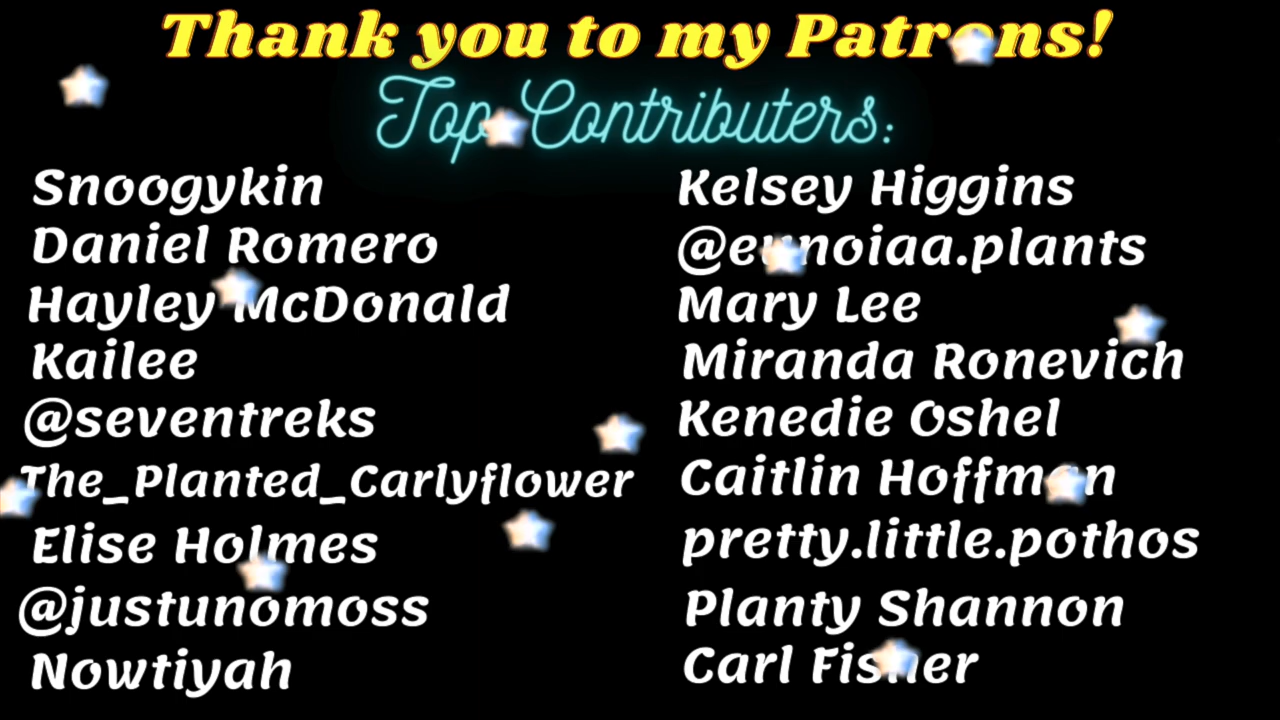 Thank you to my Patrons!
Top Contributers:
Snoogykin
Daniel Romero
Hayley McDonald
Kailee
@seventreks
The_Planted_Carlyflower
Elise Holmes
@justunomoss
Nowtiyah
Kelsey Higgins
@eunoiaa.plants
Mary Lee
Miranda Ronevich
Kenedie Oshel
Caitlin Hoffman
pretty.little.pothos
Planty Shannon
Carl Fisher